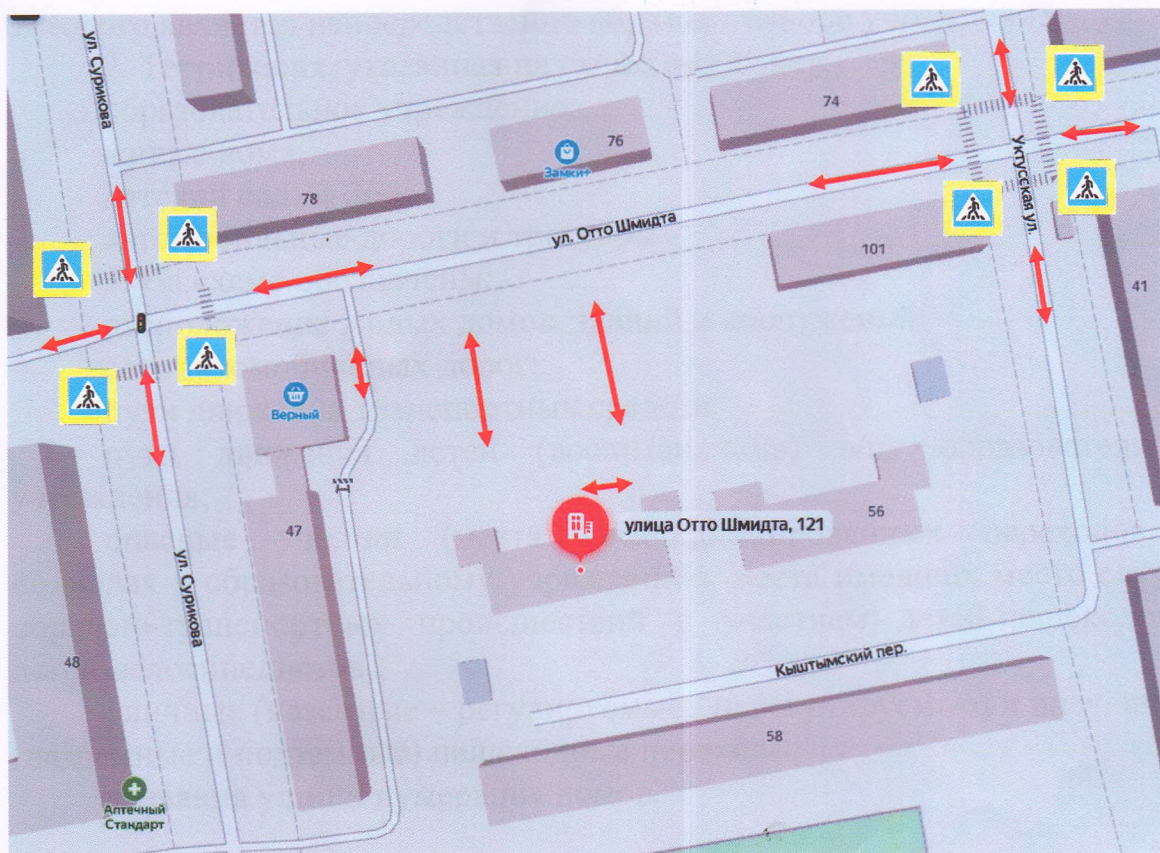 ул. Сурикова
74
76
Замки+
78
Уктусская ул.
ул. Отто Шмидта
101
41
Верный
улица Отто Шмидта, 121
56
47
ул. Сурикова
48
Кыштымский пер.
58
Аптечный
Стандарт